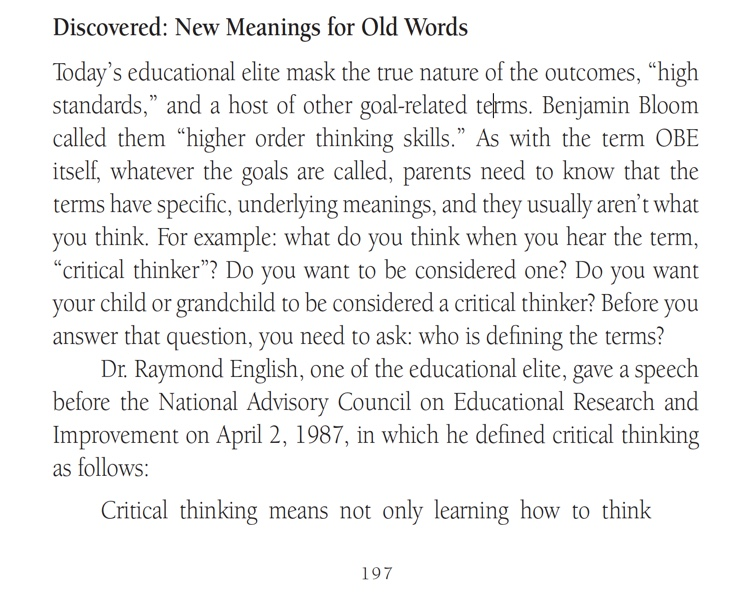 Discovered: New Meanings for Old Words
Today’s educational elite mask the true nature of the outcomes, “high
standards,” and a host of other goal-related terms. Benjamin Bloom
called them “higher order thinking skills.” As with the term OBE
itself, whatever the goals are called, parents need to know that the
terms have specific, underlying meanings, and they usually aren’t what
you think. For example: what do you think when you hear the term,
“critical thinker”? Do you want to be considered one? Do you want
your child or grandchild to be considered a critical thinker? Before you
answer that question, you need to ask: who is defining the terms?
Dr. Raymond English, one of the educational elite, gave a speech
before the National Advisory Council on Educational Research and
Improvement on April 2, 1987, in which he defined critical thinking
as follows:
Critical thinking means not only learning how to think
197